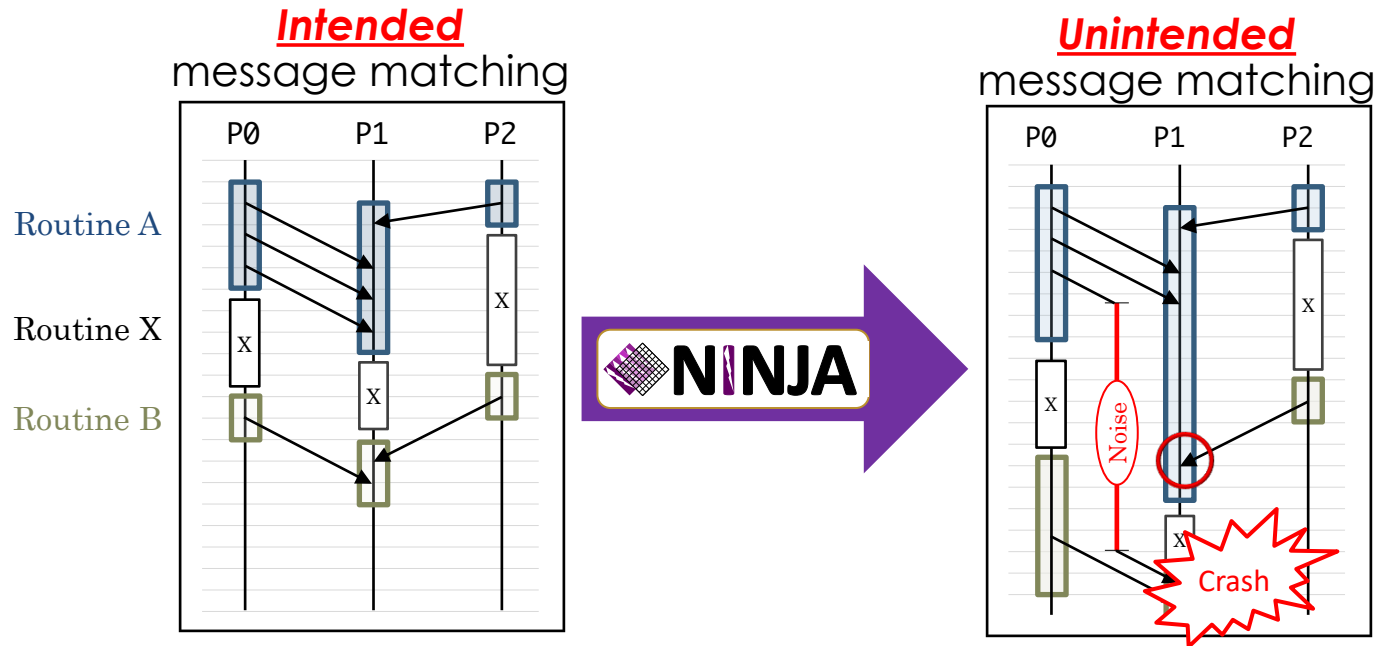 Intended
message matching
P0
P1
P2
Routine A
Routine X
Routine B
X
X
X
NINJA
Unintended
message matching
P0
P1
P2
X
X
X
Noise
Crash